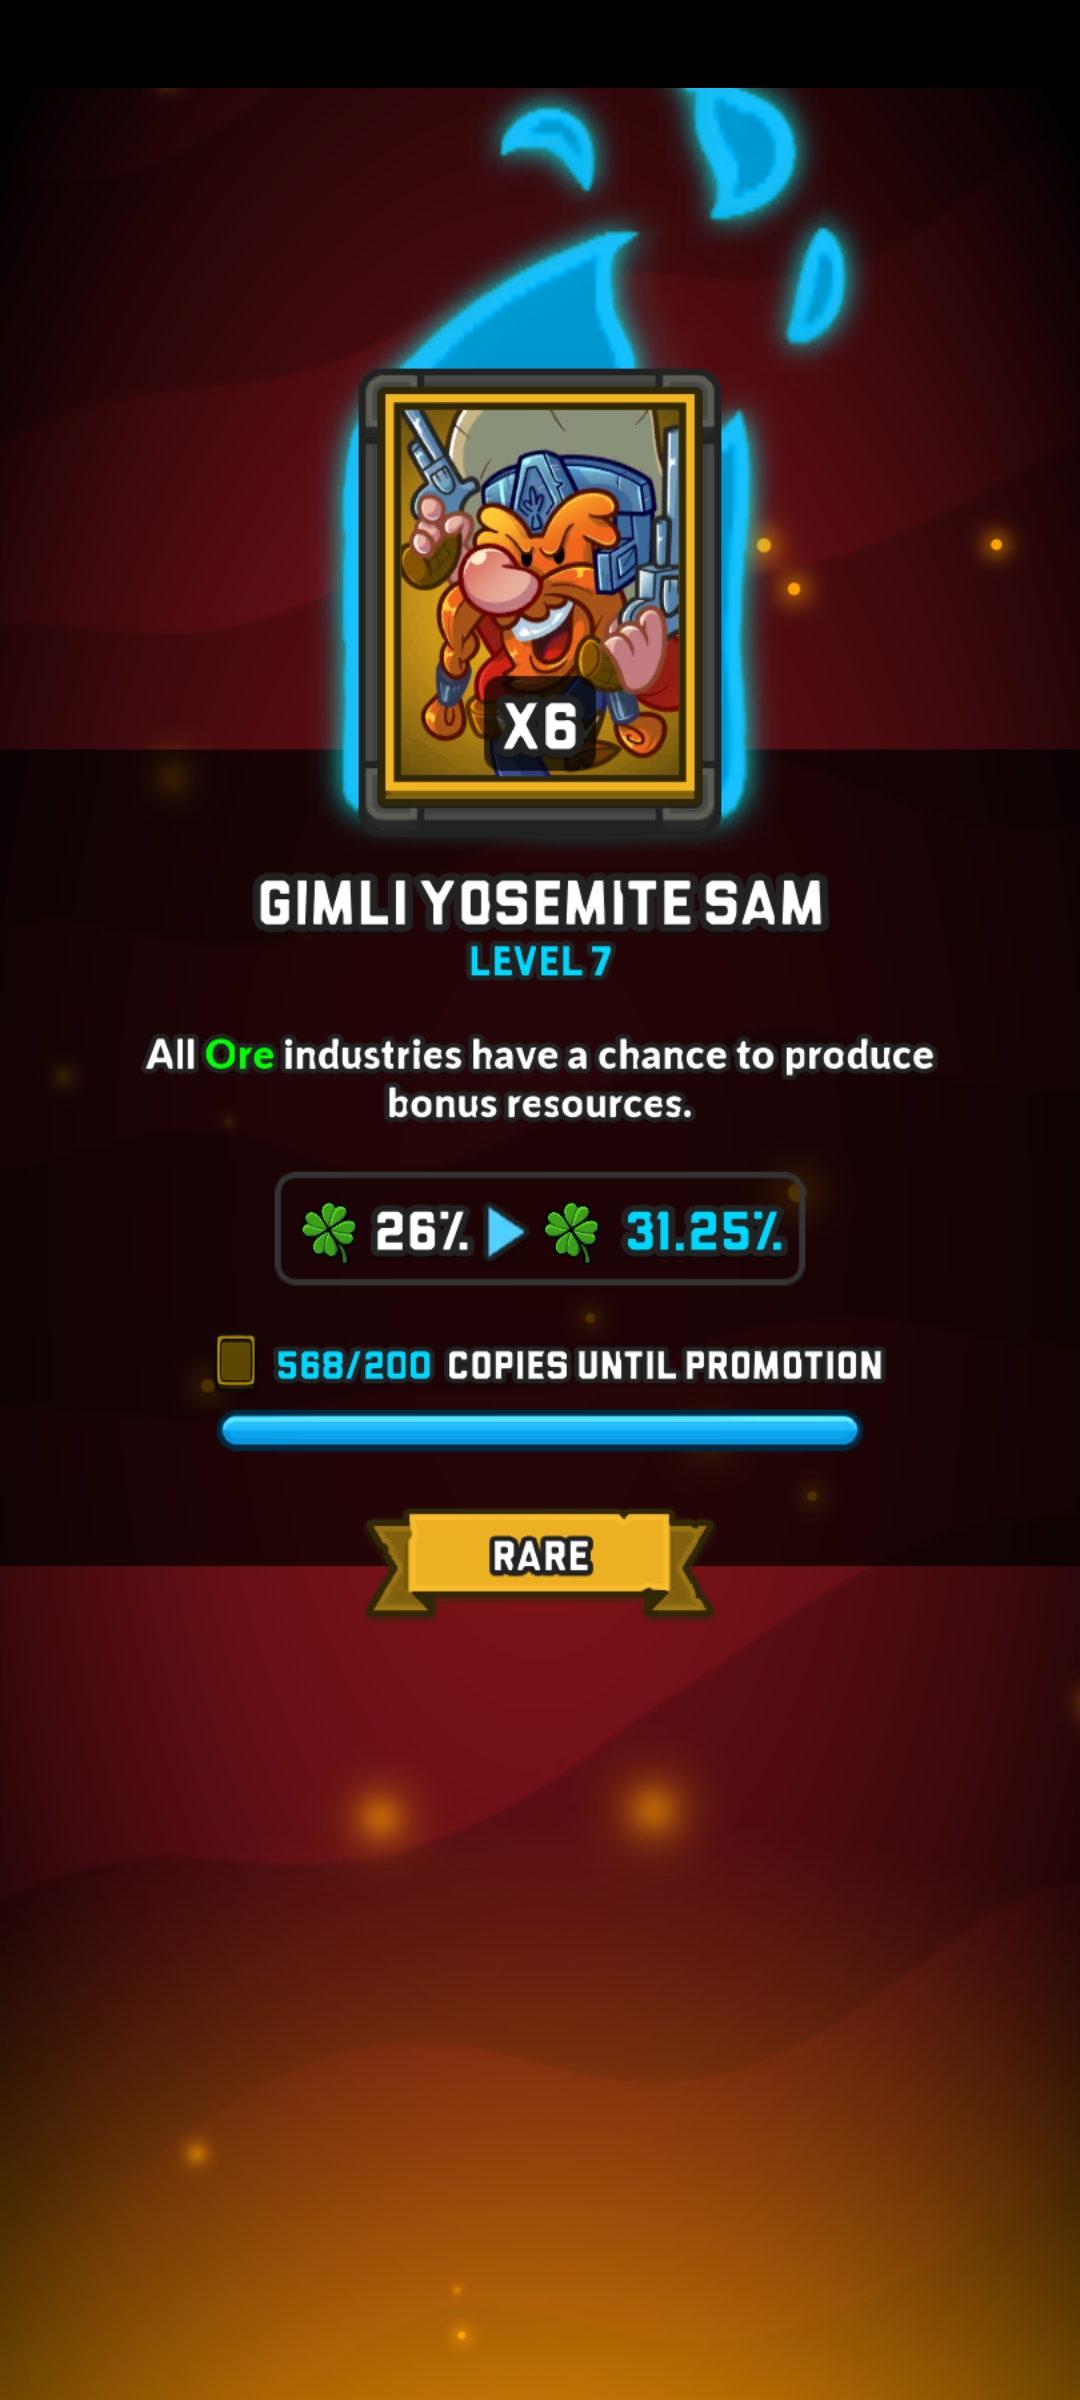 X6
GIMLI YOSEMITE SAM
LEVEL 7
All Ore industries have a chance to produce
bonus resources.
26% 31.25%
568/200 COPIES UNTIL PROMOTION
RARE